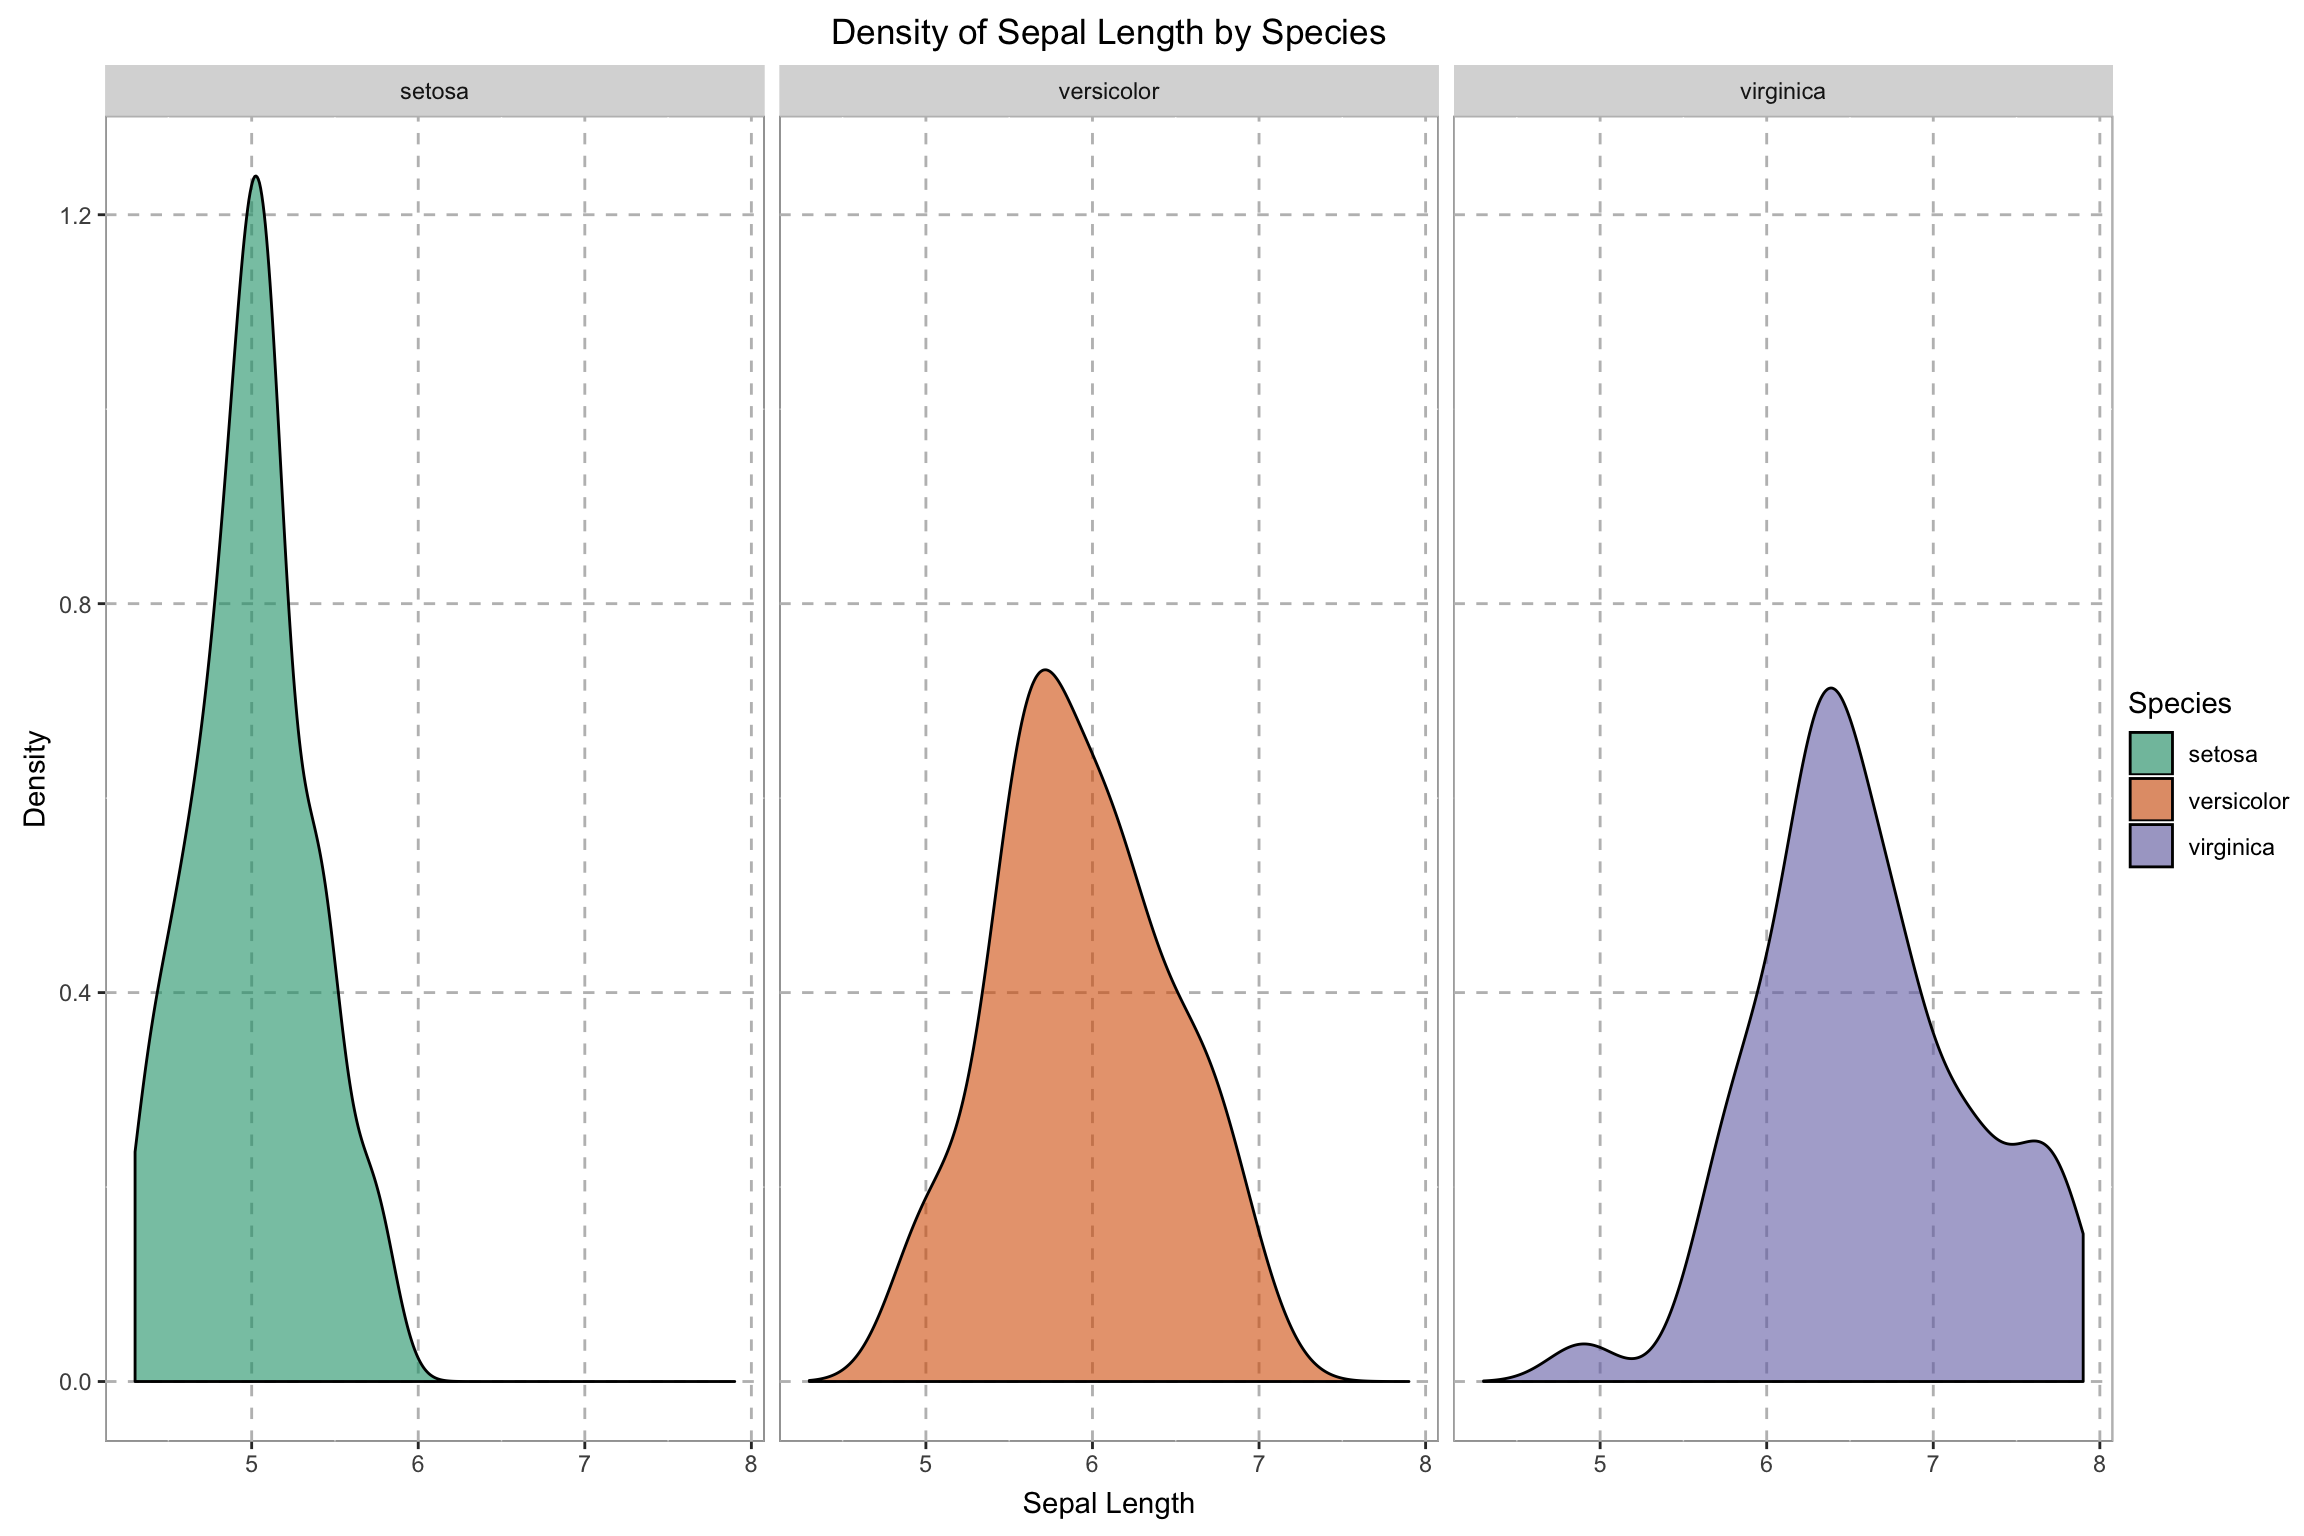 Density of Sepal Length by Species
setosa
versicolor
virginica
Density
1.2
0.8
0.4
0.0
5 6 7 8
5 6 7 8
5 6 7 8
Sepal Length
Species
setosa
versicolor
virginica